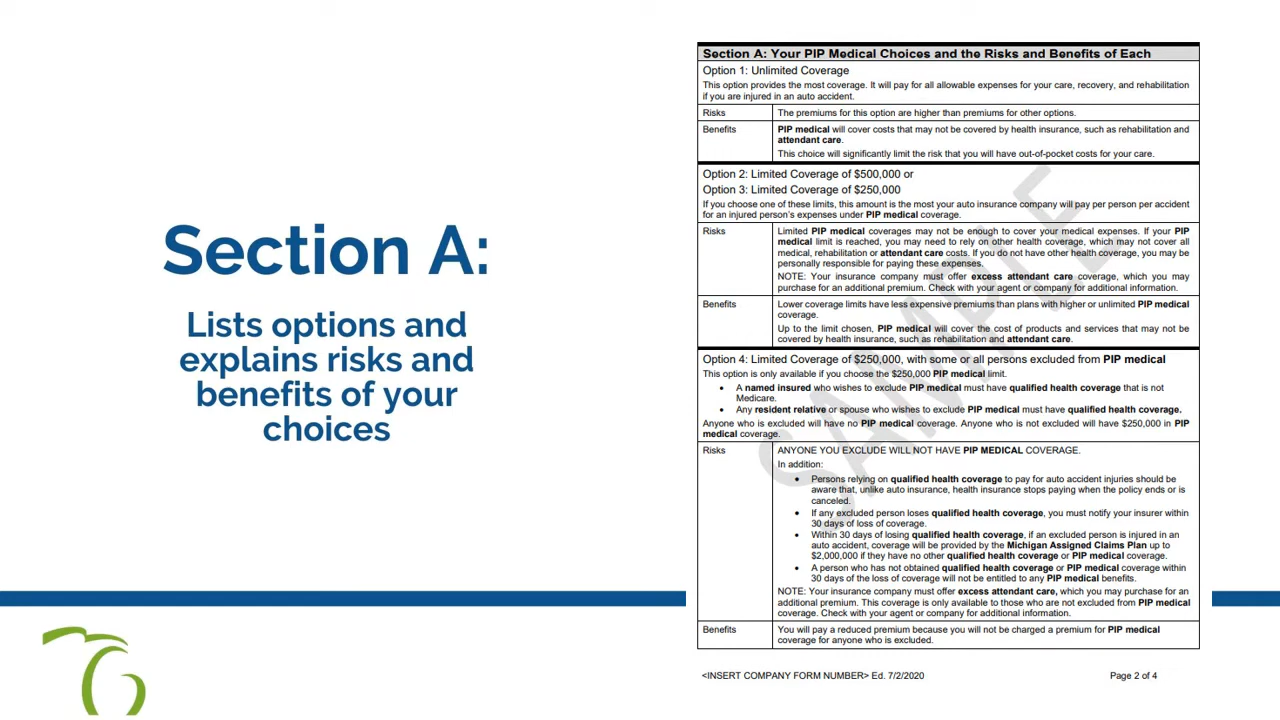 Section A:
Lists options and
explains risks and
benefits of your
choices
Section A: Your PIP Medical Choices and the Risks and Benefits of Each
Option 1: Unlimited Coverage
This option provides the most coverage. It will pay for all allowable expenses for your care, recovery, and rehabilitation
if you are injured in an auto accident.
Risks
The premiums for this option are higher than premiums for other options.
Benefits
PIP medical will cover costs that may not be covered by health insurance, such as rehabilitation and
attendant care.
This choice will significantly limit the risk that you will have out-of-pocket costs for your care.
Option 2: Limited Coverage of $500,000 or
Option 3: Limited Coverage of $250,000
If you choose one of these limits, this amount is the most your auto insurance company will pay per person per accident
for an injured person's expenses under PIP medical coverage.
Risks
Limited PIP medical coverages may not be enough to cover your medical expenses. If your PIP
medical limit is reached, you may need to rely on other health coverage, which may not cover all
medical, rehabilitation or attendant care costs. If you do not have other health coverage, you may be
personally responsible for paying these expenses.
NOTE: Your insurance company must offer excess attendant care coverage, which you may
purchase for an additional premium. Check with your agent or company for additional information.
Benefits
Lower coverage limits have less expensive premiums than plans with higher or unlimited PIP medical
coverage.
Up to the limit chosen, PIP medical will cover the cost of products and services that may not be
covered by health insurance, such as rehabilitation and attendant care.
Option 4: Limited Coverage of $250,000, with some or all persons excluded from PIP medical
This option is only available if you choose the $250,000 PIP medical limit.
• A named insured who wishes to exclude PIP medical must have qualified health coverage that is not
Medicare.
• Any resident relative or spouse who wishes to exclude PIP medical must have qualified health coverage.
Anyone who is excluded will have no PIP medical coverage. Anyone who is not excluded will have $250,000 in PIP
medical coverage.
Risks
ANYONE YOU EXCLUDE WILL NOT HAVE PIP MEDICAL COVERAGE.
In addition:
• Persons relying on qualified health coverage to pay for auto accident injuries should be
aware that, unlike auto insurance, health insurance stops paying when the policy ends or is
canceled.
• If any excluded person loses qualified health coverage, you must notify your insurer within
30 days of loss of coverage.
• Within 30 days of losing qualified health coverage, if an excluded person is injured in an
auto accident, coverage will be provided by the Michigan Assigned Claims Plan up to
$2,000,000 if they have no other qualified health coverage or PIP medical coverage.
• A person who has not obtained qualified health coverage or PIP medical coverage within
30 days of the loss of coverage will not be entitled to any PIP medical benefits.
NOTE: Your insurance company must offer excess attendant care, which you may purchase for an
additional premium. This coverage is only available to those who are not excluded from PIP medical
coverage. Check with your agent or company for additional information.
Benefits
You will pay a reduced premium because you will not be charged a premium for PIP medical
coverage for anyone who is excluded.
SAMPLE
<INSERT COMPANY FORM NUMBER> Ed. 7/2/2020
Page 2 of 4